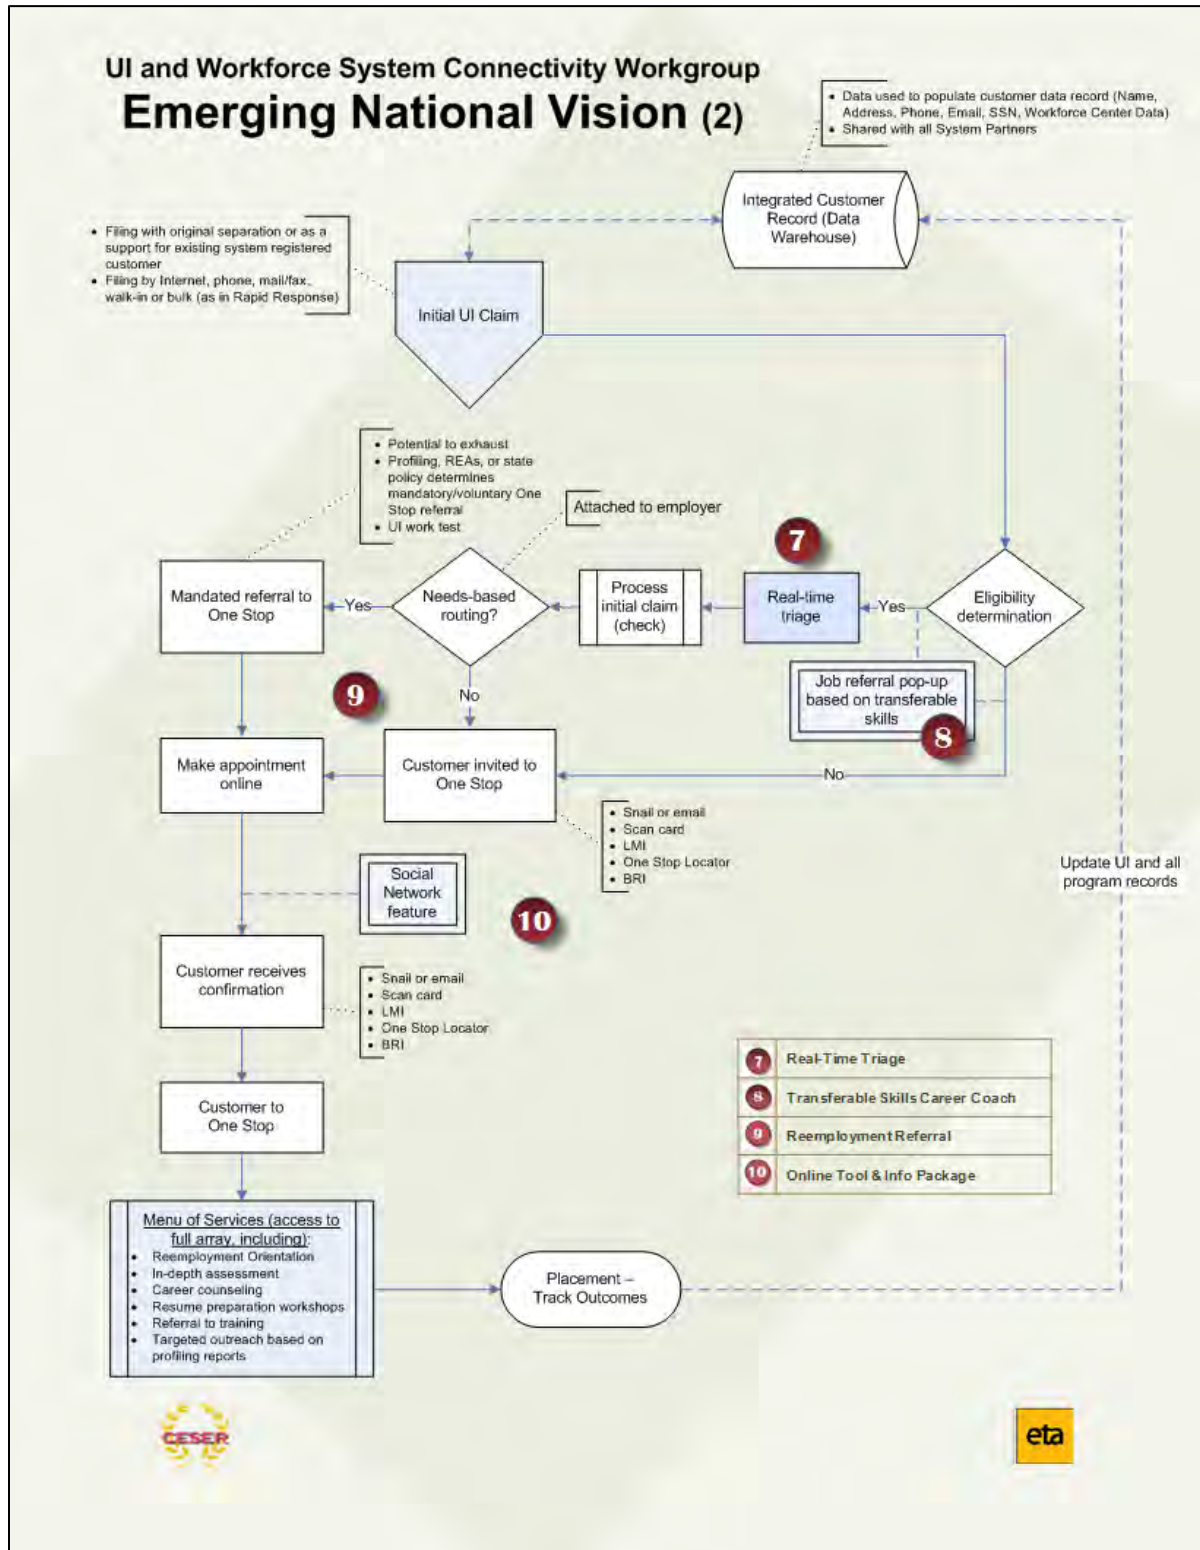 UI and Workforce System Connectivity Workgroup
Emerging National Vision (2)
• Data used to populate customer data record (Name,
Address, Phone, Email, SSN, Workforce Center Data)
• Shared with all System Partners
Integrated Customer
Record (Data
Warehouse)
• Filing with original separation or as a
support for existing system registered
customer
• Filing by Internet, phone, mail/fax,
walk-in or bulk (as in Rapid Response)
Initial UI Claim
• Potential to exhaust
• Profiling, REAs, or state
policy determines
mandatory/voluntary One
Stop referral
• UI work test
Attached to employer
7
Mandated referral to
One Stop
Yes
Needs-based
routing?
Process
initial claim
(check)
Real-time
triage
Yes
Eligibility
determination
Job referral pop-up
based on transferable
skills
8
9
No
Make appointment
online
Customer invited to
One Stop
No
• Snail or email
• Scan card
• LMI
• One Stop Locator
• BRI
Update UI and all
program records
Social
Network
feature
10
Customer receives
confirmation
• Snail or email
• Scan card
• LMI
• One Stop Locator
• BRI
7 Real-Time Triage
8 Transferable Skills Career Coach
9 Reemployment Referral
10 Online Tool & Info Package
Customer to
One Stop
Menu of Services (access to
full array, including):
• Reemployment Orientation
• In-depth assessment
• Career counseling
• Resume preparation workshops
• Referral to training
• Targeted outreach based on
profiling reports
Placement –
Track Outcomes
CESER
eta